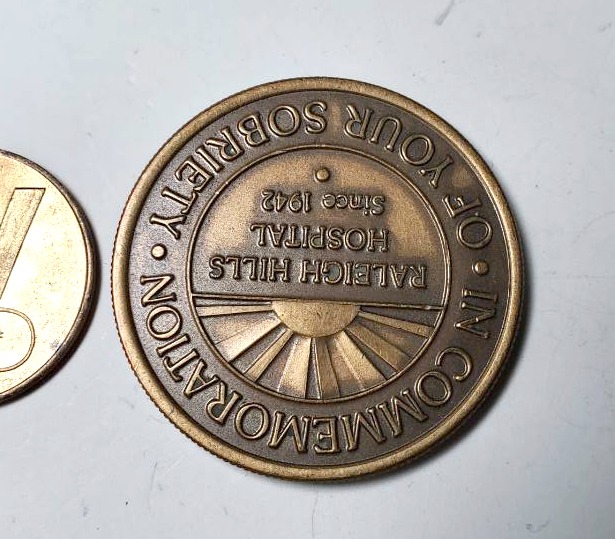 IN COMMEMORATION
OF YOUR SOBRIETY
RALEIGH HILLS
HOSPITAL
Since 1942